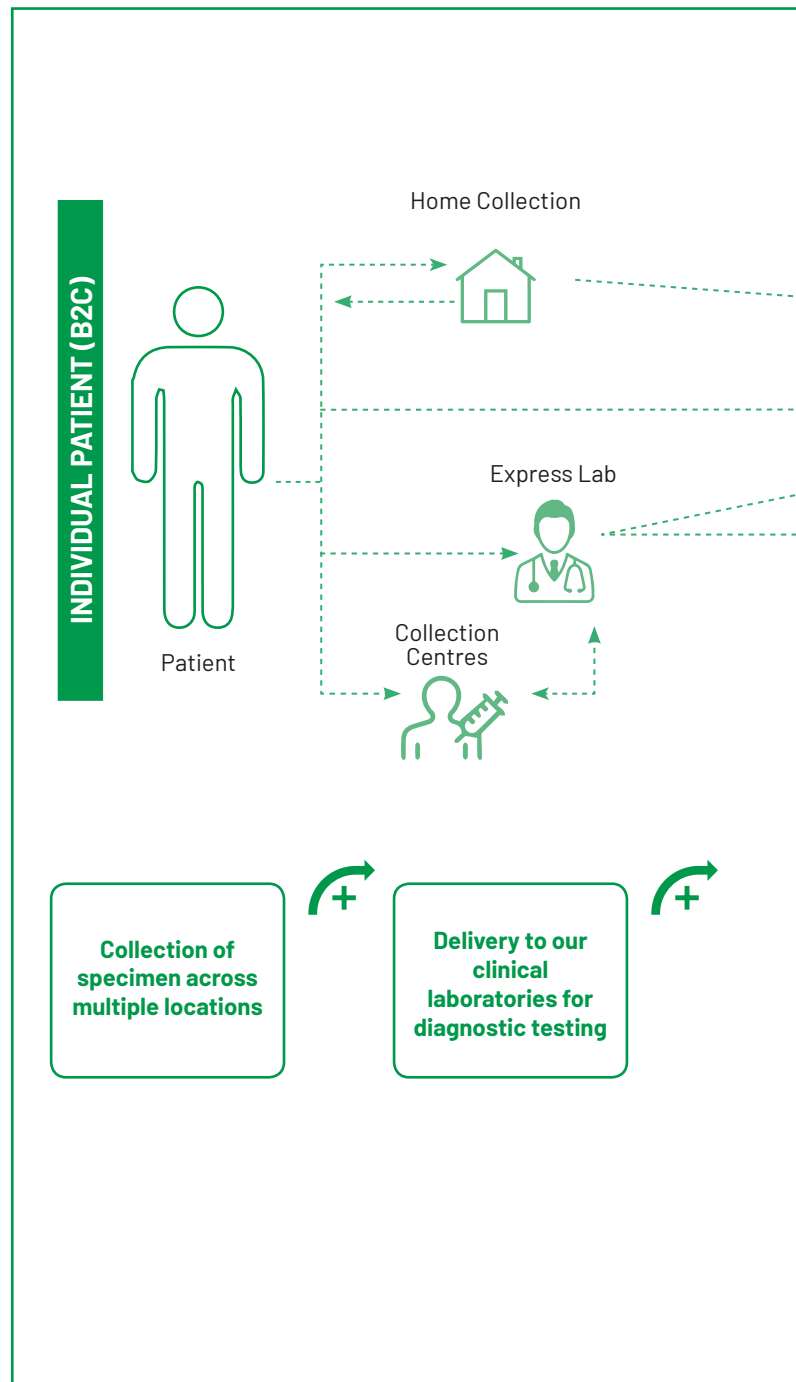 INDIVIDUAL PATIENT (B2C)
Home Collection
Express Lab
Collection
Centres
Patient
Collection of
specimen across
multiple locations
Delivery to our
clinical
laboratories for
diagnostic testing